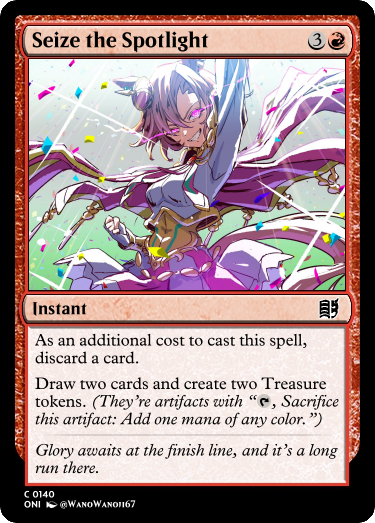 Seize the Spotlight 3
Instant
As an additional cost to cast this spell,
discard a card.
Draw two cards and create two Treasure
tokens. (They're artifacts with “, Sacrifice
this artifact: Add one mana of any color.”)
Glory awaits at the finish line, and it's a long
run there.
C 0140
ONI @WanoWano1167